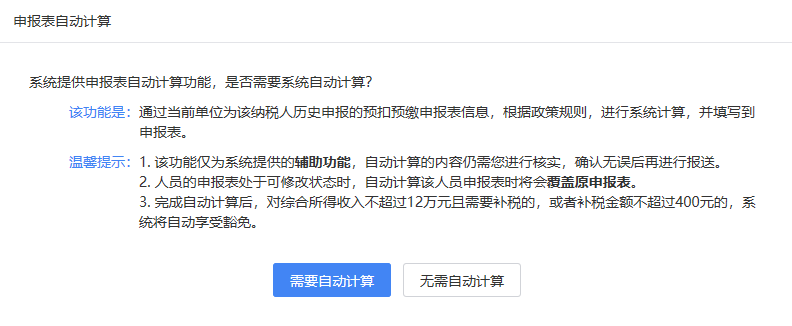 申报表自动计算
系统提供申报表自动计算功能，是否需要系统自动计算？
该功能是：通过当前单位为该纳税人历史申报的预扣预缴申报表信息，根据政策规则，进行系统计算，并填写到
申报表。
温馨提示：1. 该功能仅为系统提供的辅助功能，自动计算的内容仍需您进行核实，确认无误后再进行报送。
2. 人员的申报表处于可修改状态时，自动计算该人员申报表时将会覆盖原申报表。
3. 完成自动计算后，对综合所得收入不超过12万元且需要补税的，或者补税金额不超过400元的，系
统将自动享受豁免。
需要自动计算 无需自动计算